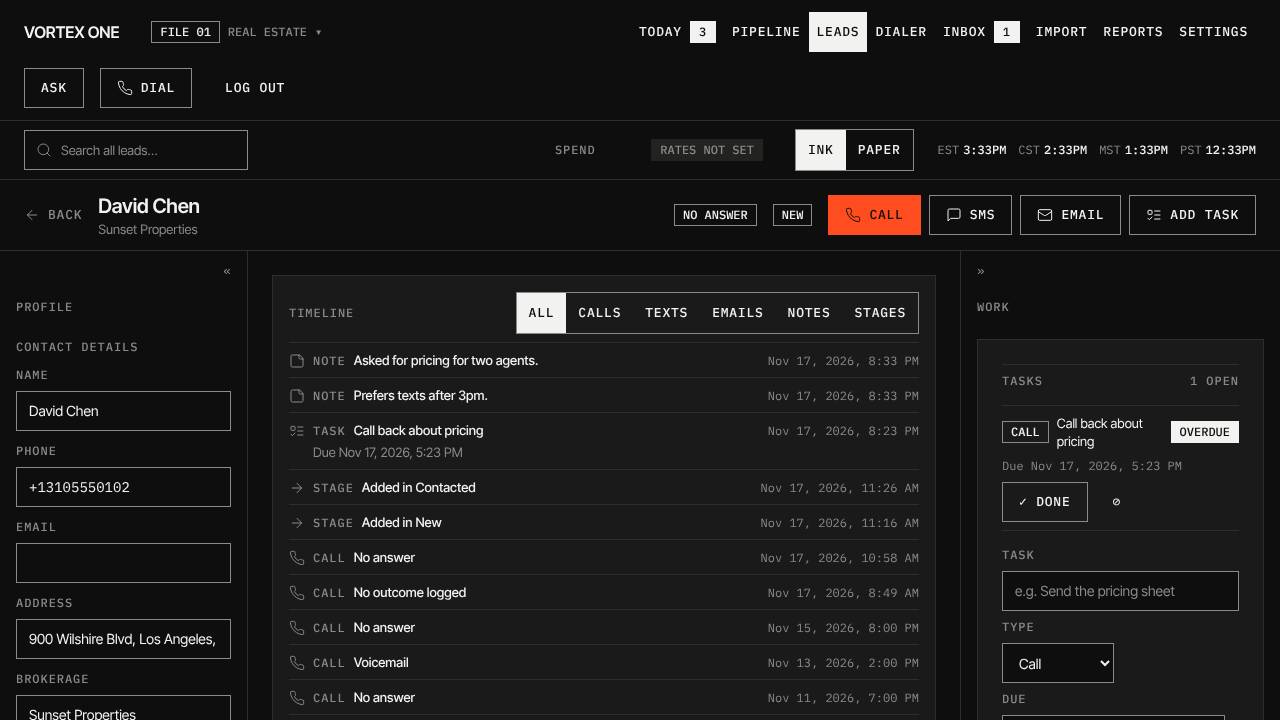 VORTEX ONE
FILE 01 REAL ESTATE ▾
TODAY 3 PIPELINE LEADS DIALER INBOX 1 IMPORT REPORTS SETTINGS
ASK DIAL LOG OUT
Search all leads…
SPEND RATES NOT SET INK PAPER EST 3:33PM CST 2:33PM MST 1:33PM PST 12:33PM
← BACK David Chen
Sunset Properties
NO ANSWER NEW CALL SMS EMAIL ADD TASK
«
PROFILE
CONTACT DETAILS
NAME
David Chen
PHONE
+13105550102
EMAIL
ADDRESS
900 Wilshire Blvd, Los Angeles,
BROKERAGE
Sunset Properties
TIMELINE ALL CALLS TEXTS EMAILS NOTES STAGES
NOTE Asked for pricing for two agents. Nov 17, 2026, 8:33 PM
NOTE Prefers texts after 3pm. Nov 17, 2026, 8:33 PM
TASK Call back about pricing Nov 17, 2026, 8:23 PM
Due Nov 17, 2026, 5:23 PM
STAGE Added in Contacted Nov 17, 2026, 11:26 AM
STAGE Added in New Nov 17, 2026, 11:16 AM
CALL No answer Nov 17, 2026, 10:58 AM
CALL No outcome logged Nov 17, 2026, 8:49 AM
CALL No answer Nov 15, 2026, 8:00 PM
CALL Voicemail Nov 13, 2026, 2:00 PM
CALL No answer Nov 11, 2026, 7:00 PM
»
WORK
TASKS 1 OPEN
CALL Call back about pricing OVERDUE
Due Nov 17, 2026, 5:23 PM
✓ DONE ⊘
TASK
e.g. Send the pricing sheet
TYPE
Call
DUE